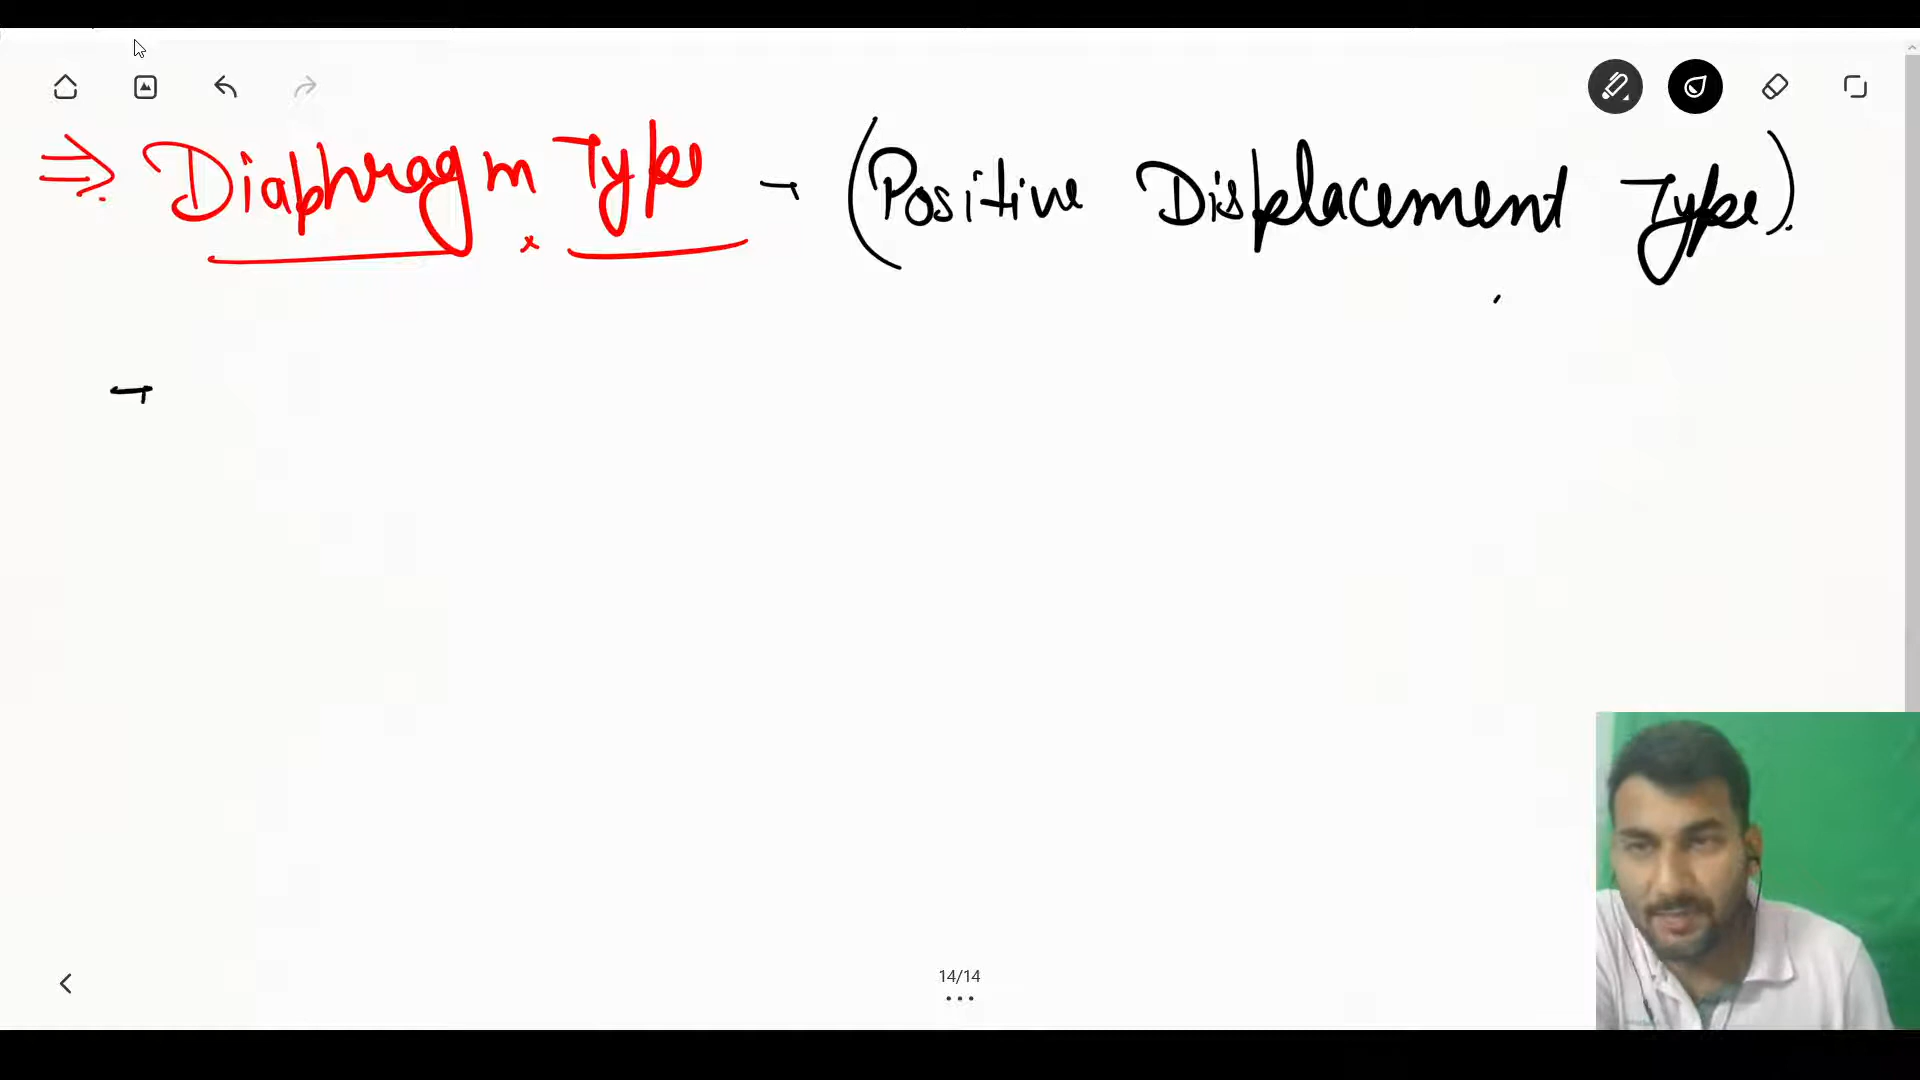 ⇒ Diaphragm Type → (Positive Displacement Type).
→
14/14